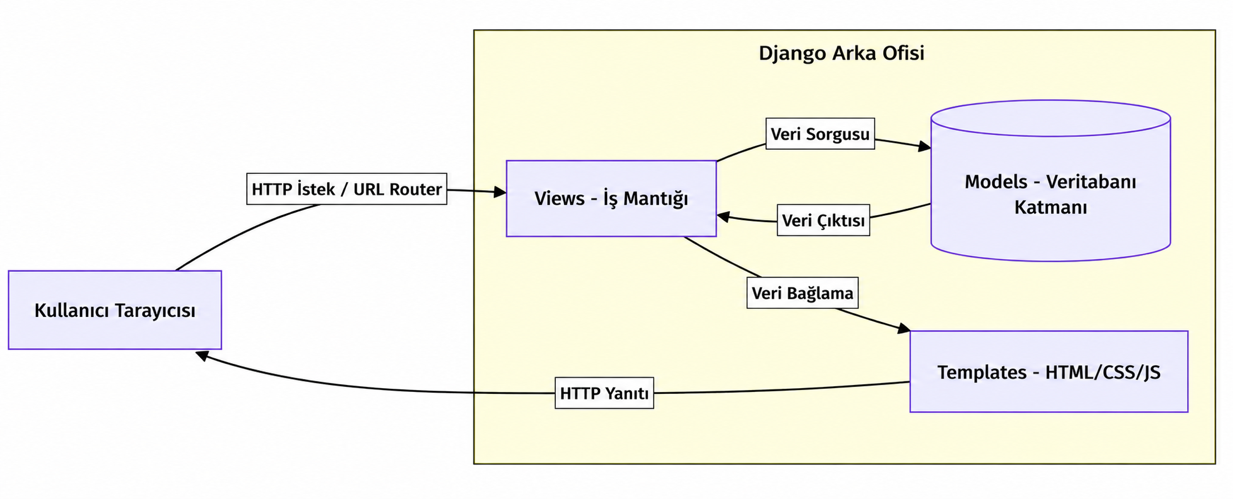 Django Arka Ofisi
Veri Sorgusu
HTTP İstek / URL Router
Views - İş Mantığı
Models - Veritabanı
Katmanı
Veri Çıktısı
Veri Bağlama
Kullanıcı Tarayıcısı
Templates - HTML/CSS/JS
HTTP Yanıtı